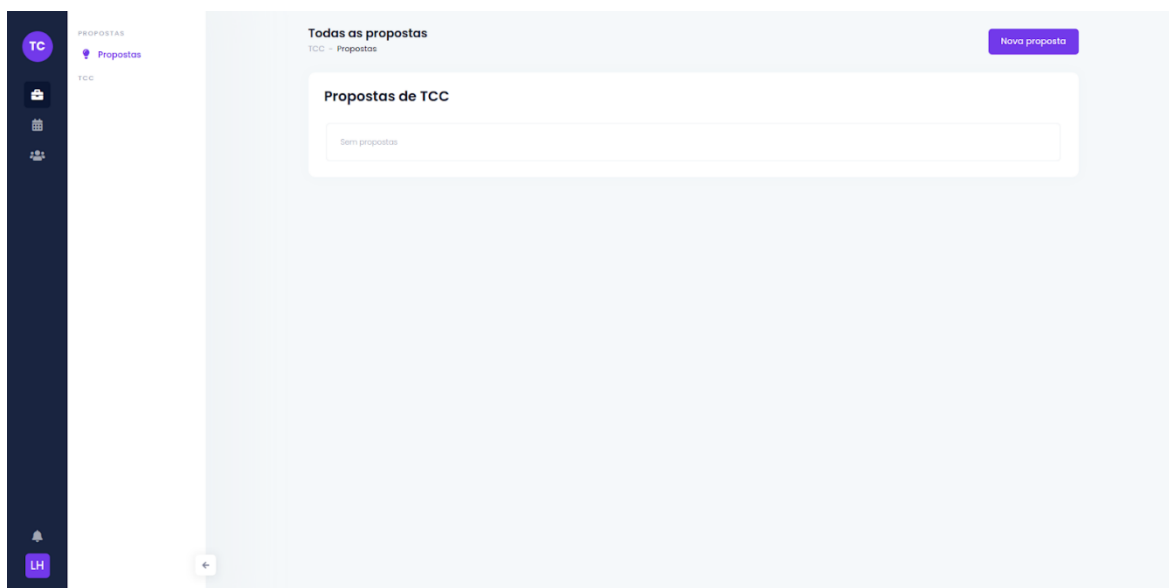 TC
PROPOSTAS
Propostas
TCC
LH
Todas as propostas
TCC - Propostas
Nova proposta
Propostas de TCC
Sem propostas